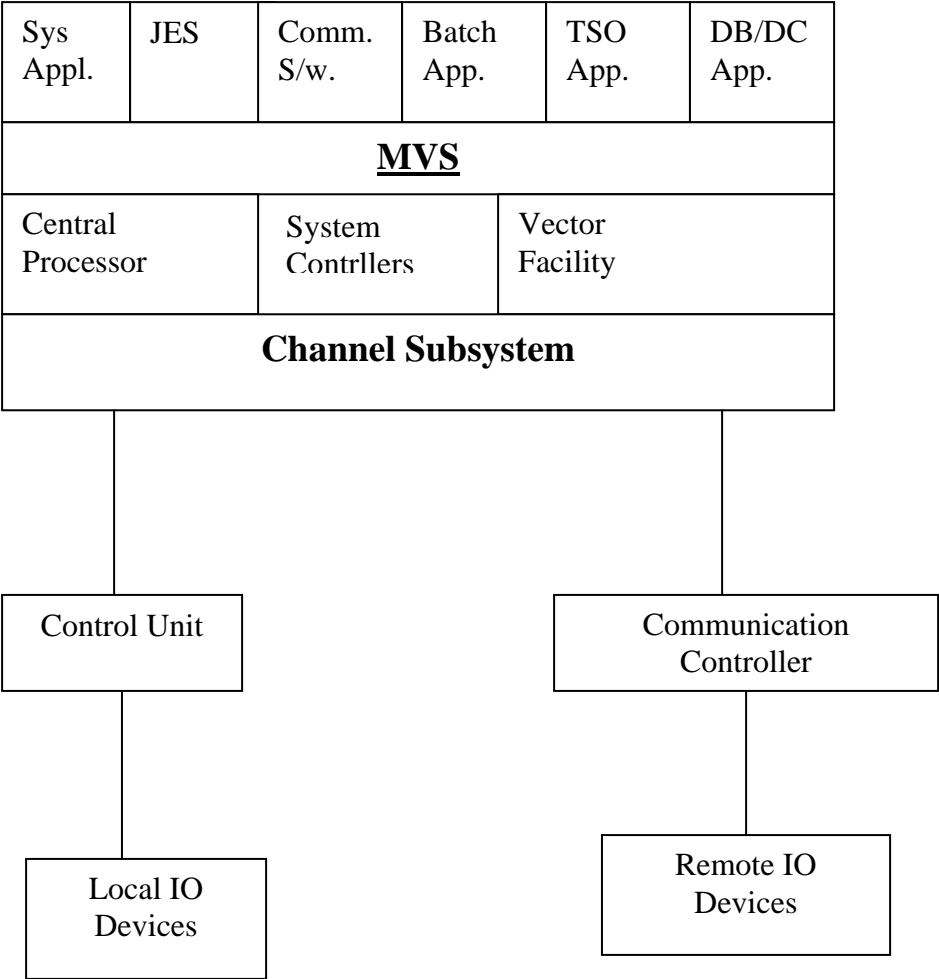 Sys
Appl.
JES
Comm.
S/w.
Batch
App.
TSO
App.
DB/DC
App.
MVS
Central
Processor
System
Contrllers
Vector
Facility
Channel Subsystem
Control Unit
Communication
Controller
Local IO
Devices
Remote IO
Devices